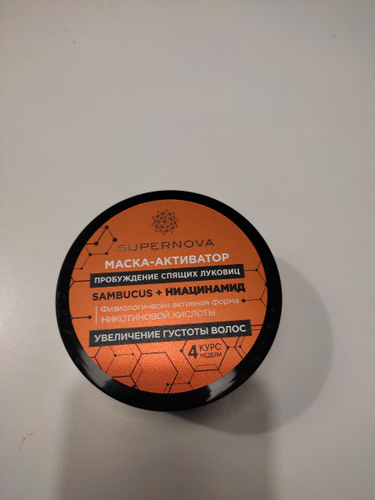 SUPERNOVA
МАСКА-АКТИВАТОР
ПРОБУЖДЕНИЕ СПЯЩИХ ЛУКОВИЦ
SAMBUCUS + НИАЦИНАМИД
Физиологически активная форма
НИКОТИНОВОЙ КИСЛОТЫ
УВЕЛИЧЕНИЕ ГУСТОТЫ ВОЛОС
4 КУРС
НЕДЕЛИ